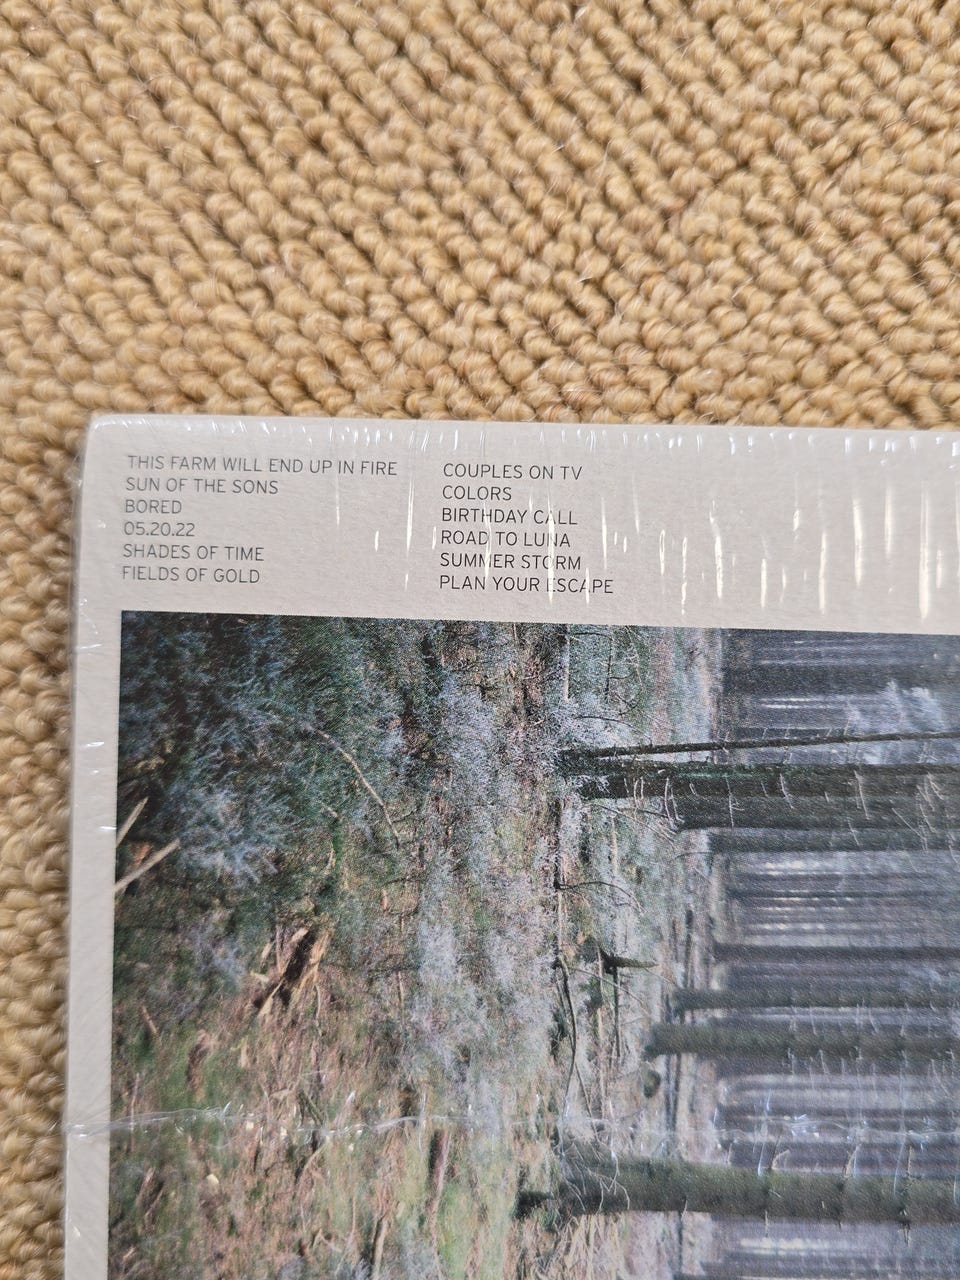 THIS FARM WILL END UP IN FIRE
SUN OF THE SONS
BORED
05.20.22
SHADES OF TIME
FIELDS OF GOLD
COUPLES ON TV
COLORS
BIRTHDAY CALL
ROAD TO LUNA
SUMMER STORM
PLAN YOUR ESCAPE